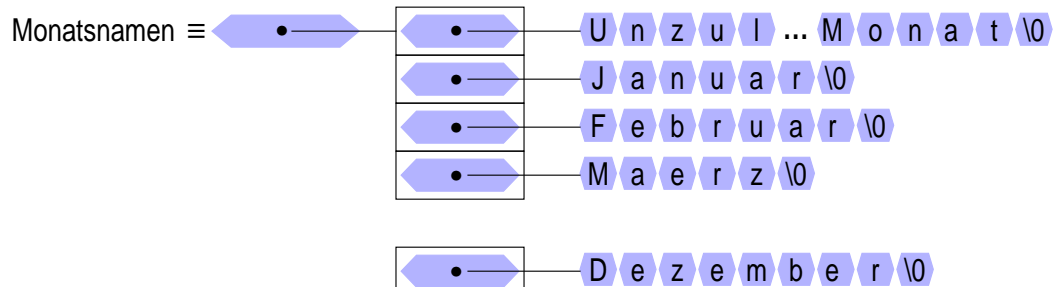 Monatsnamen ≡ U n z u l ... M o n a t \0
J a n u a r \0
F e b r u a r \0
M a e r z \0
D e z e m b e r \0